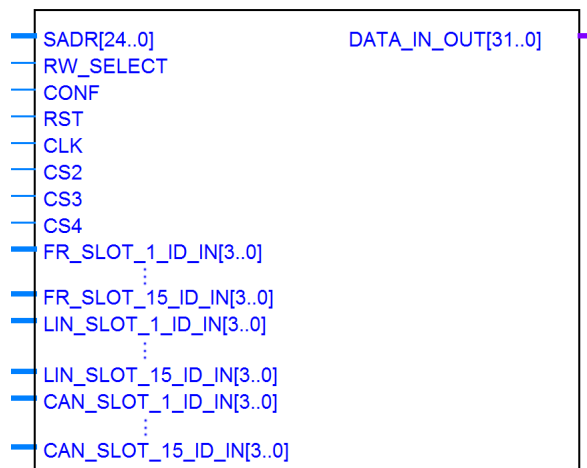 SADR[24..0] DATA_IN_OUT[31..0]
RW_SELECT
CONF
RST
CLK
CS2
CS3
CS4
FR_SLOT_1_ID_IN[3..0]
FR_SLOT_15_ID_IN[3..0]
LIN_SLOT_1_ID_IN[3..0]
LIN_SLOT_15_ID_IN[3..0]
CAN_SLOT_1_ID_IN[3..0]
CAN_SLOT_15_ID_IN[3..0]